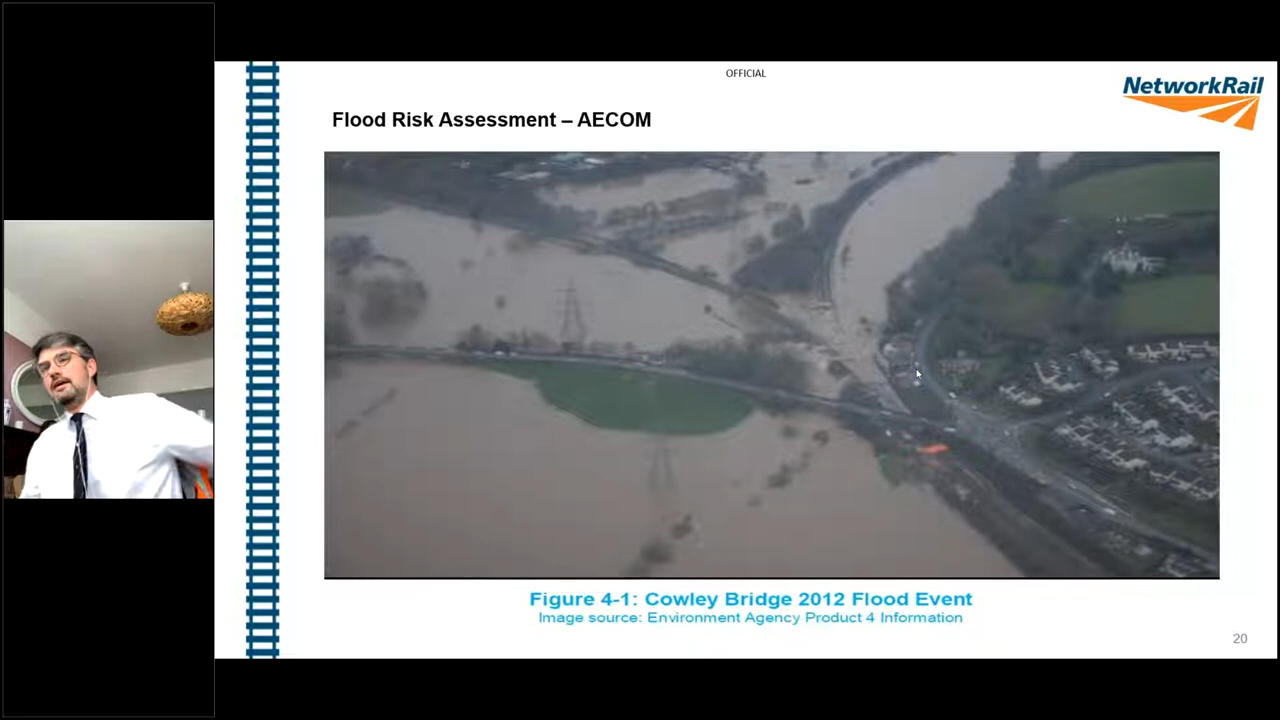 OFFICIAL
NetworkRail
Flood Risk Assessment – AECOM
Figure 4-1: Cowley Bridge 2012 Flood Event
Image source: Environment Agency Product 4 Information
20